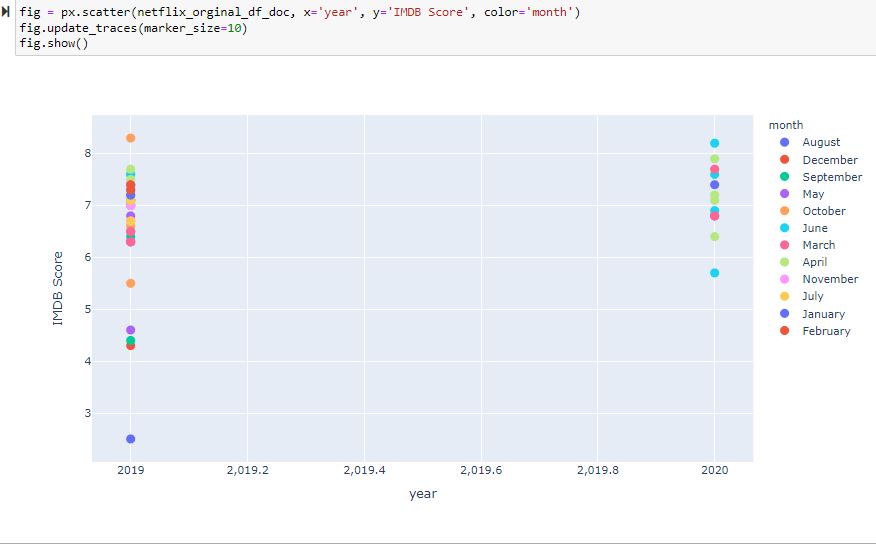 fig = px.scatter(netflix_orginal_df_doc, x='year', y='IMDB Score', color='month')
fig.update_traces(marker_size=10)
fig.show()
month
August
December
September
May
October
June
March
April
November
July
January
February
8
7
6
5
4
3
IMDB Score
2019
2,019.2
2,019.4
2,019.6
2,019.8
2020
year